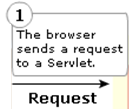 1
The browser
sends a request
to a Servlet.
Request